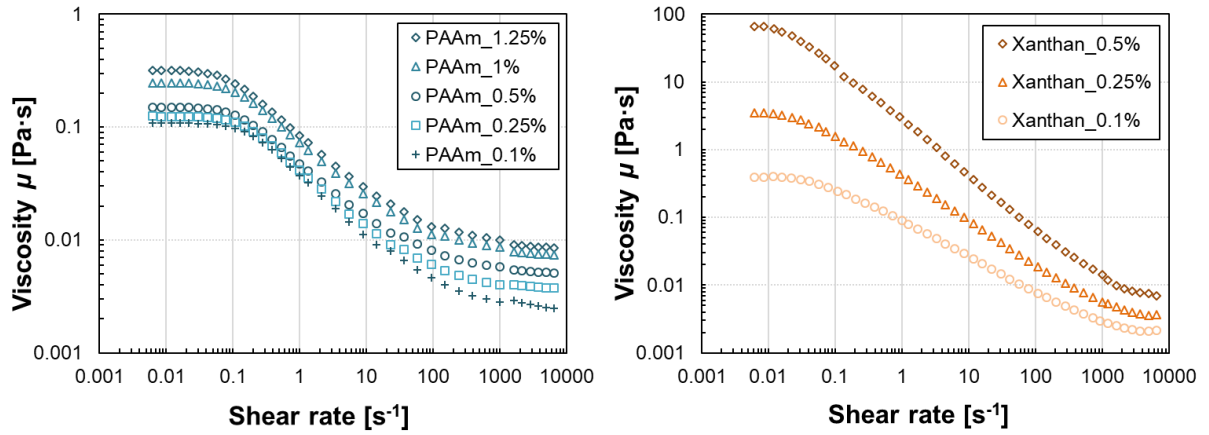 1
0.1
0.01
0.001
Viscosity μ [Pa·s]
PAAm_1.25%
PAAm_1%
PAAm_0.5%
PAAm_0.25%
PAAm_0.1%
0.001 0.01 0.1 1 10 100 1000 10000
Shear rate [s-1]
100
10
1
0.1
0.01
0.001
Viscosity μ [Pa·s]
Xanthan_0.5%
Xanthan_0.25%
Xanthan_0.1%
0.001 0.01 0.1 1 10 100 1000 10000
Shear rate [s-1]